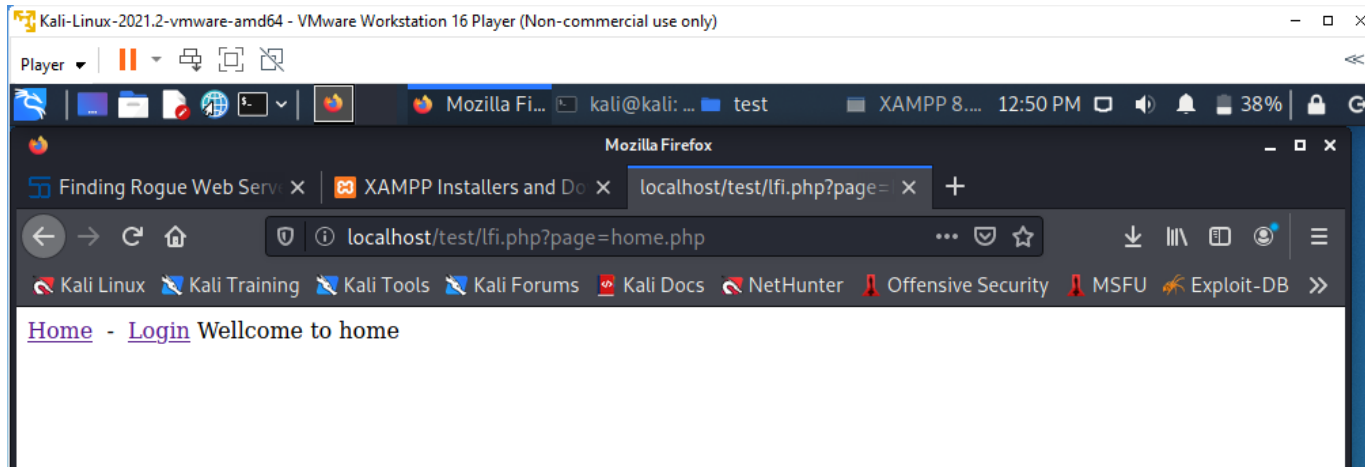 Kali-Linux-2021.2-vmware-amd64 - VMware Workstation 16 Player (Non-commercial use only)
Player
Mozilla Fi... kali@kali: ... test XAMPP 8.... 12:50 PM 38%
Mozilla Firefox
Finding Rogue Web Serv XAMPP Installers and Do localhost/test/lfi.php?page=
localhost/test/lfi.php?page=home.php
Kali Linux Kali Training Kali Tools Kali Forums Kali Docs NetHunter Offensive Security MSFU Exploit-DB
Home - Login Wellcome to home